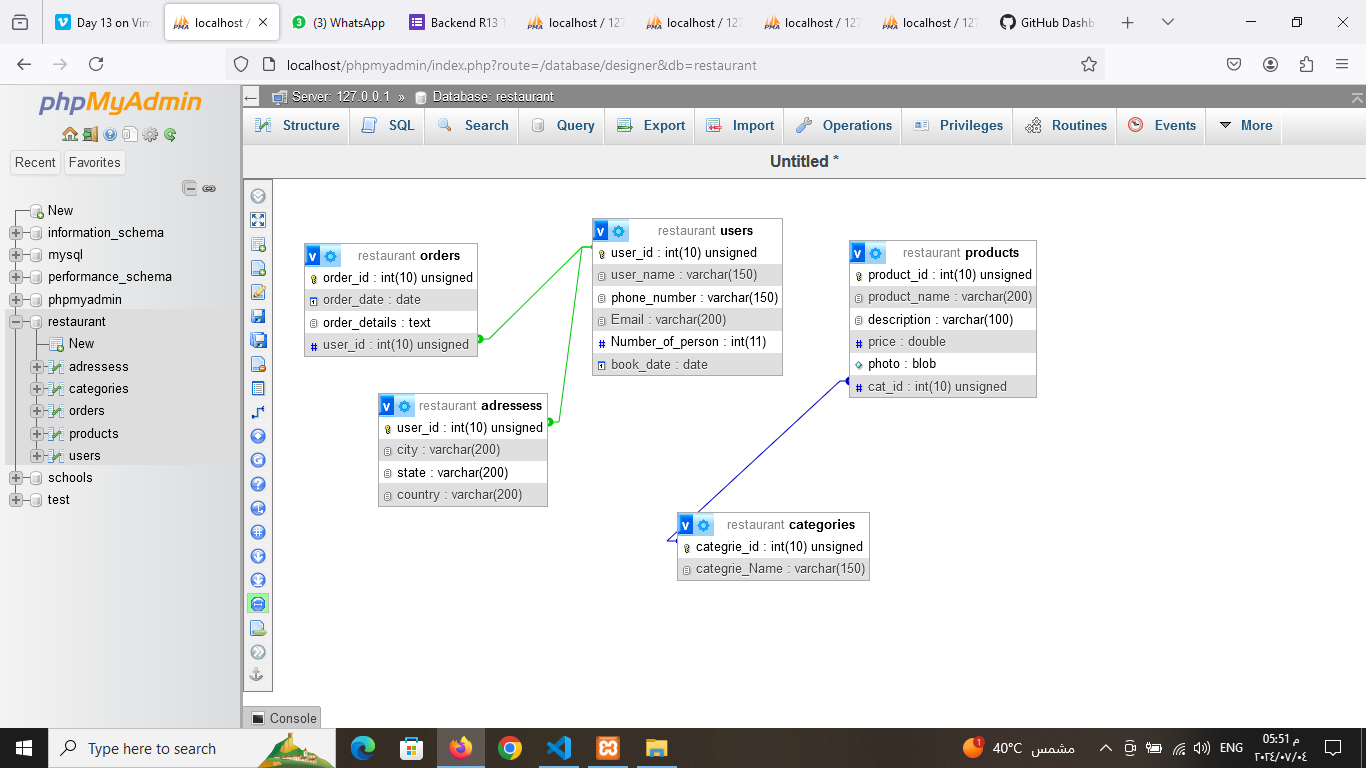 Day 13 on Vim
localhost /
(3) WhatsApp
Backend R13 T
localhost / 127
localhost / 127
localhost / 127
localhost / 127
GitHub Dashb
localhost/phpmyadmin/index.php?route=/database/designer&db=restaurant
phpMyAdmin
Recent
Favorites
New
information_schema
mysql
performance_schema
phpmyadmin
restaurant
New
adressess
categories
orders
products
users
schools
test
Server: 127.0.0.1 » Database: restaurant
Structure
SQL
Search
Query
Export
Import
Operations
Privileges
Routines
Events
More
Untitled *
v restaurant orders
order_id : int(10) unsigned
order_date : date
order_details : text
# user_id : int(10) unsigned
v restaurant users
user_id : int(10) unsigned
user_name : varchar(150)
phone_number : varchar(150)
Email : varchar(200)
# Number_of_person : int(11)
book_date : date
v restaurant products
product_id : int(10) unsigned
product_name : varchar(200)
description : varchar(100)
# price : double
photo : blob
# cat_id : int(10) unsigned
v restaurant adressess
user_id : int(10) unsigned
city : varchar(200)
state : varchar(200)
country : varchar(200)
v restaurant categories
categrie_id : int(10) unsigned
categrie_Name : varchar(150)
Console
Type here to search
1
40°C مشمس
ENG
05:51 م
٢٠٢٤/٠٧/٠٤